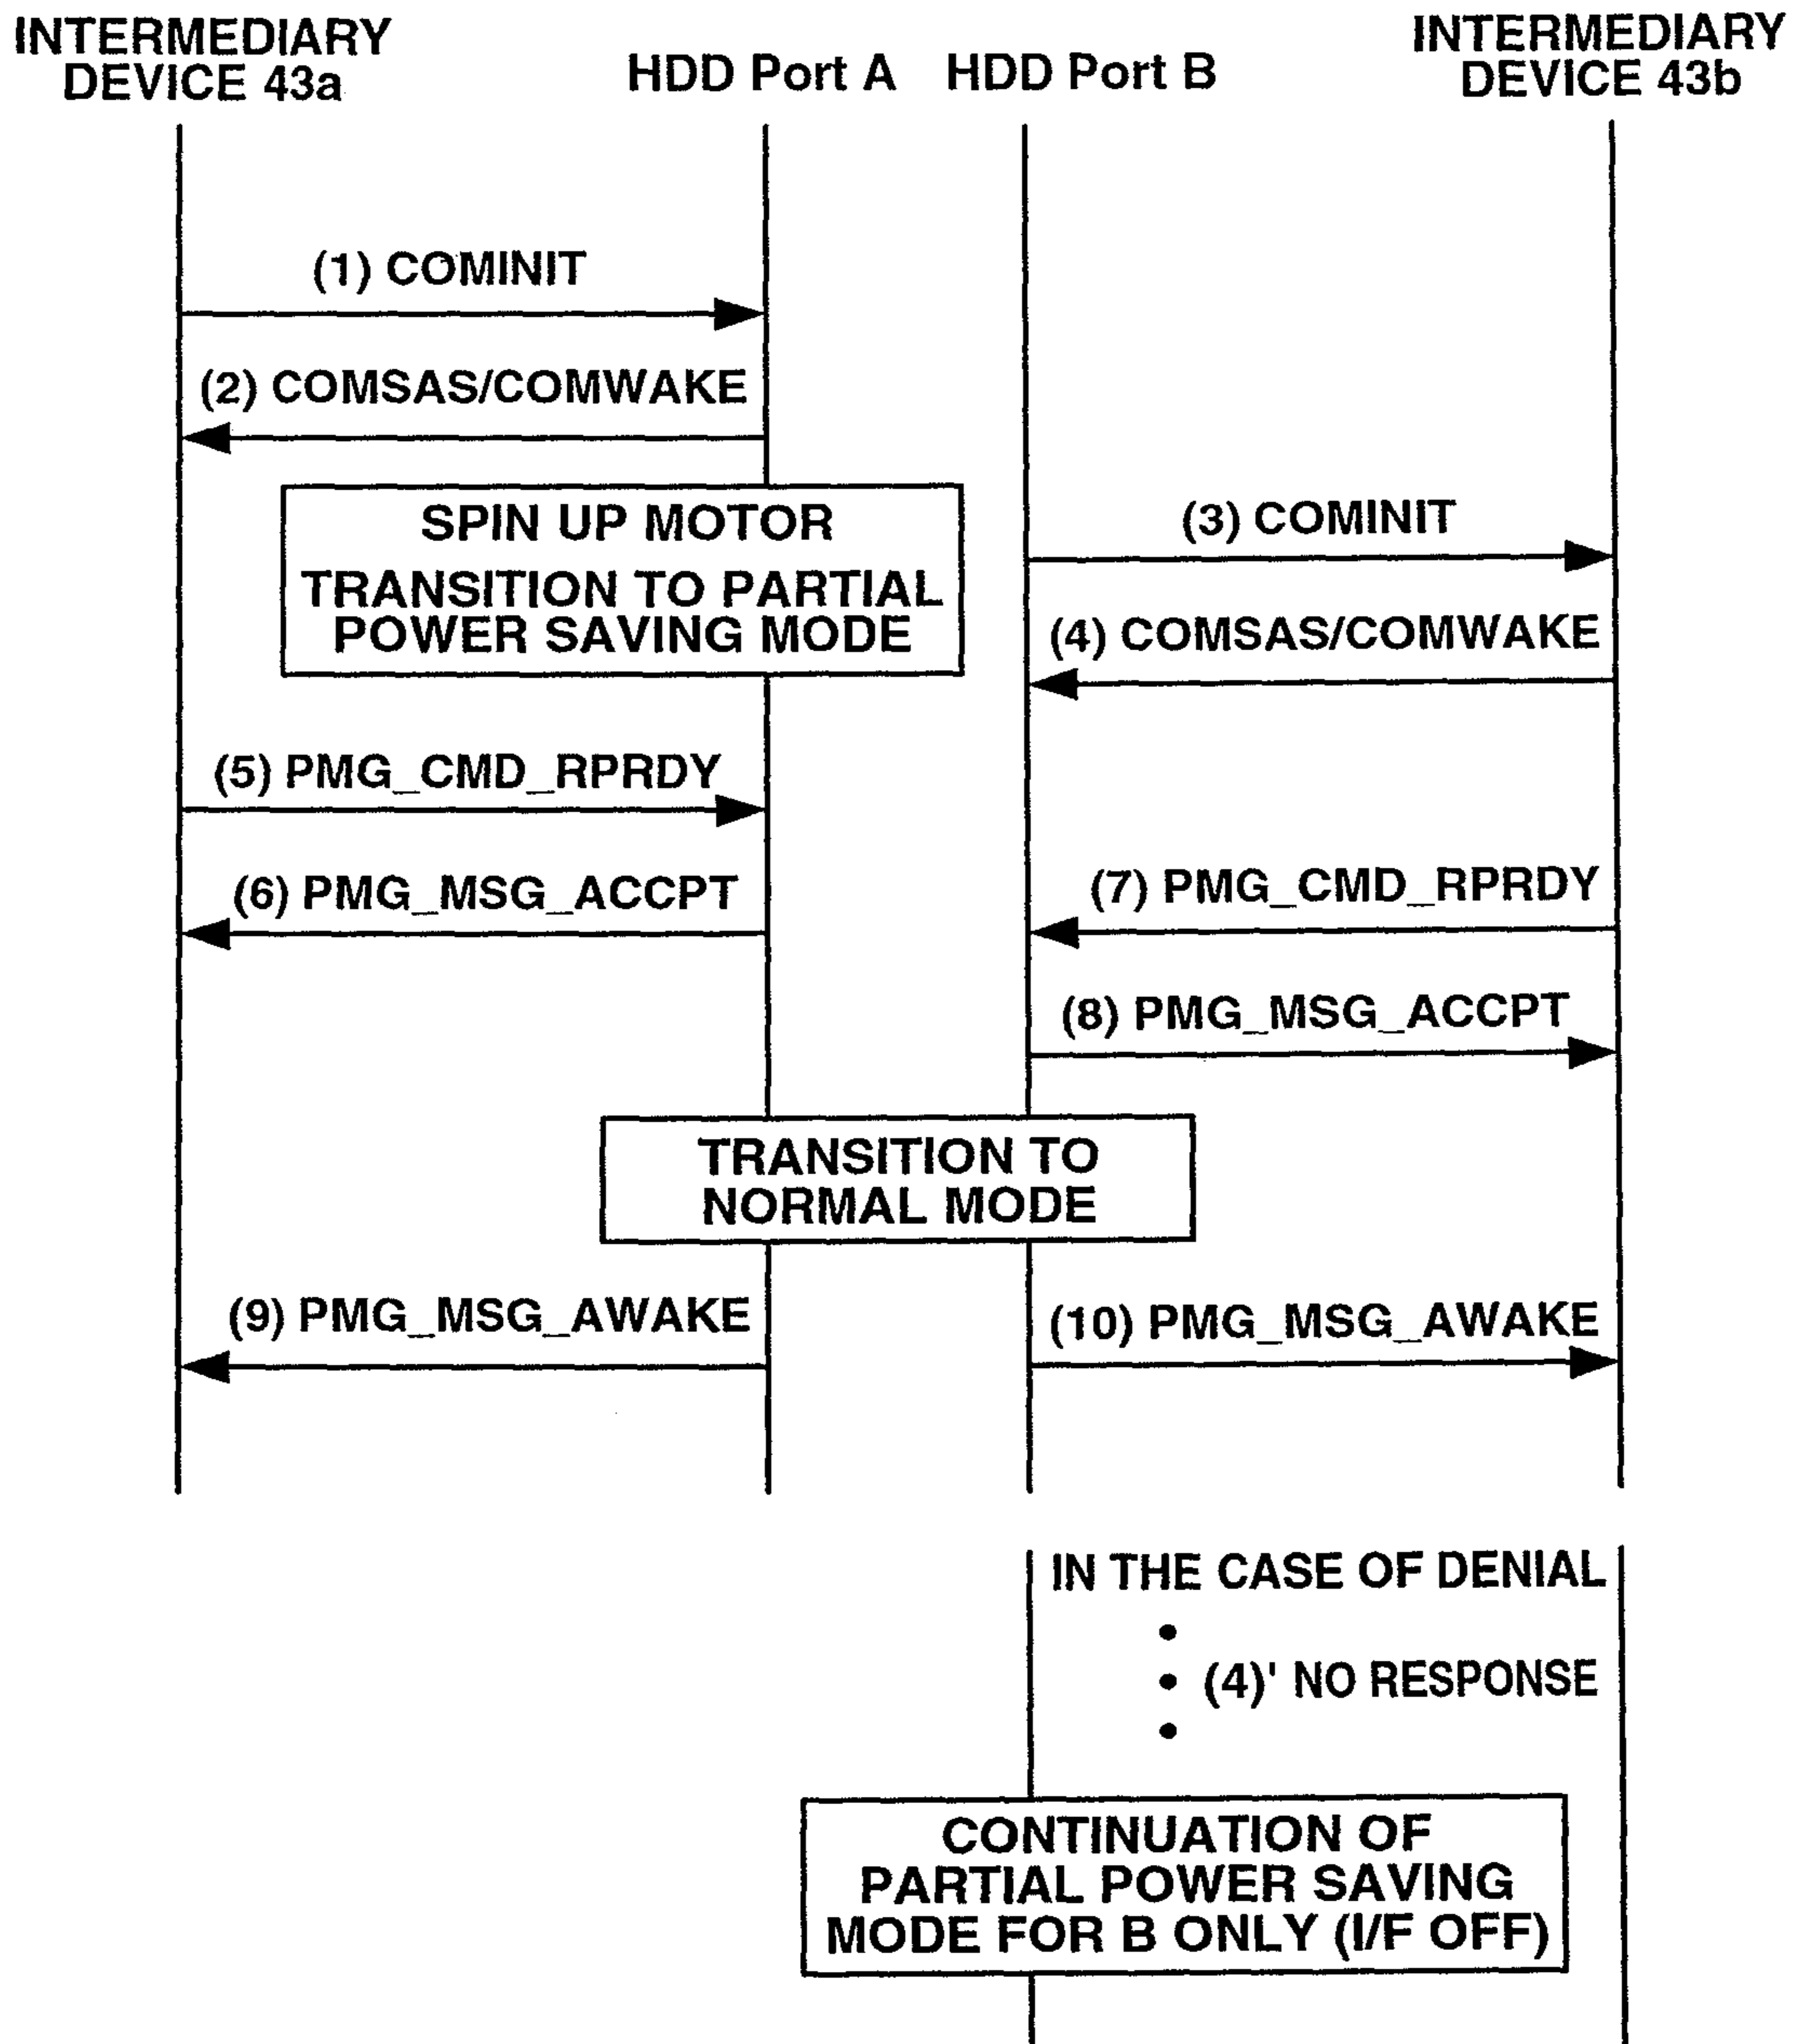 INTERMEDIARY
DEVICE 43a
HDD Port A
HDD Port B
INTERMEDIARY
DEVICE 43b
(1) COMINIT
(2) COMSAS/COMWAKE
SPIN UP MOTOR
TRANSITION TO PARTIAL
POWER SAVING MODE
(3) COMINIT
(4) COMSAS/COMWAKE
(5) PMG_CMD_RPRDY
(6) PMG_MSG_ACCPT
(7) PMG_CMD_RPRDY
(8) PMG_MSG_ACCPT
TRANSITION TO
NORMAL MODE
(9) PMG_MSG_AWAKE
(10) PMG_MSG_AWAKE
IN THE CASE OF DENIAL
(4)' NO RESPONSE
CONTINUATION OF
PARTIAL POWER SAVING
MODE FOR B ONLY (I/F OFF)